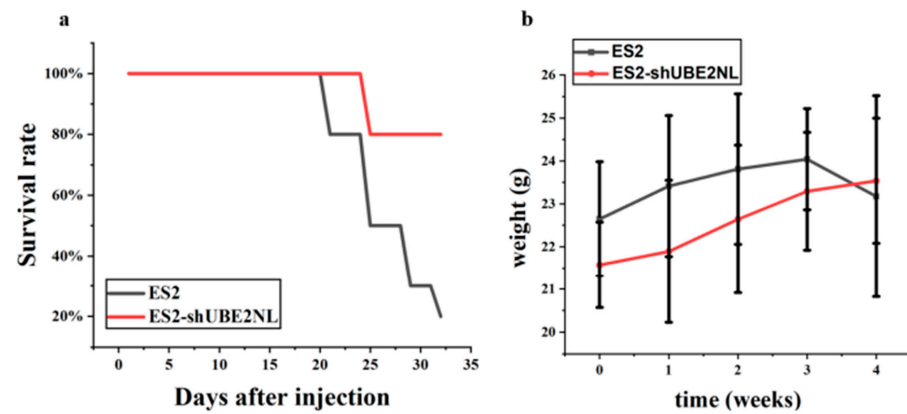 a
Survival rate
100%
80%
60%
40%
20%
ES2
ES2-shUBE2NL
0 5 10 15 20 25 30 35
Days after injection
b
ES2
ES2-shUBE2NL
weight (g)
26
25
24
23
22
21
20
0 1 2 3 4
time (weeks)